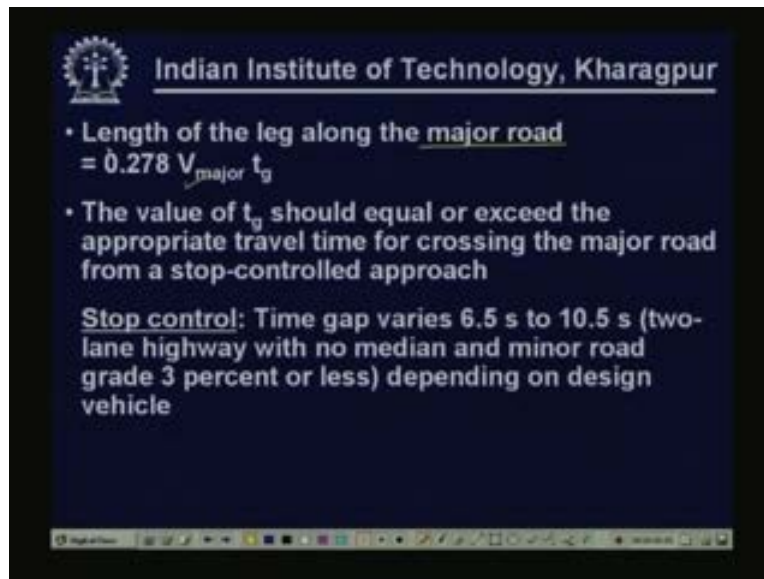 Indian Institute of Technology, Kharagpur
• Length of the leg along the major road
= 0.278 V_major t_g
• The value of t_g should equal or exceed the
appropriate travel time for crossing the major road
from a stop-controlled approach
Stop control: Time gap varies 6.5 s to 10.5 s (two-
lane highway with no median and minor road
grade 3 percent or less) depending on design
vehicle